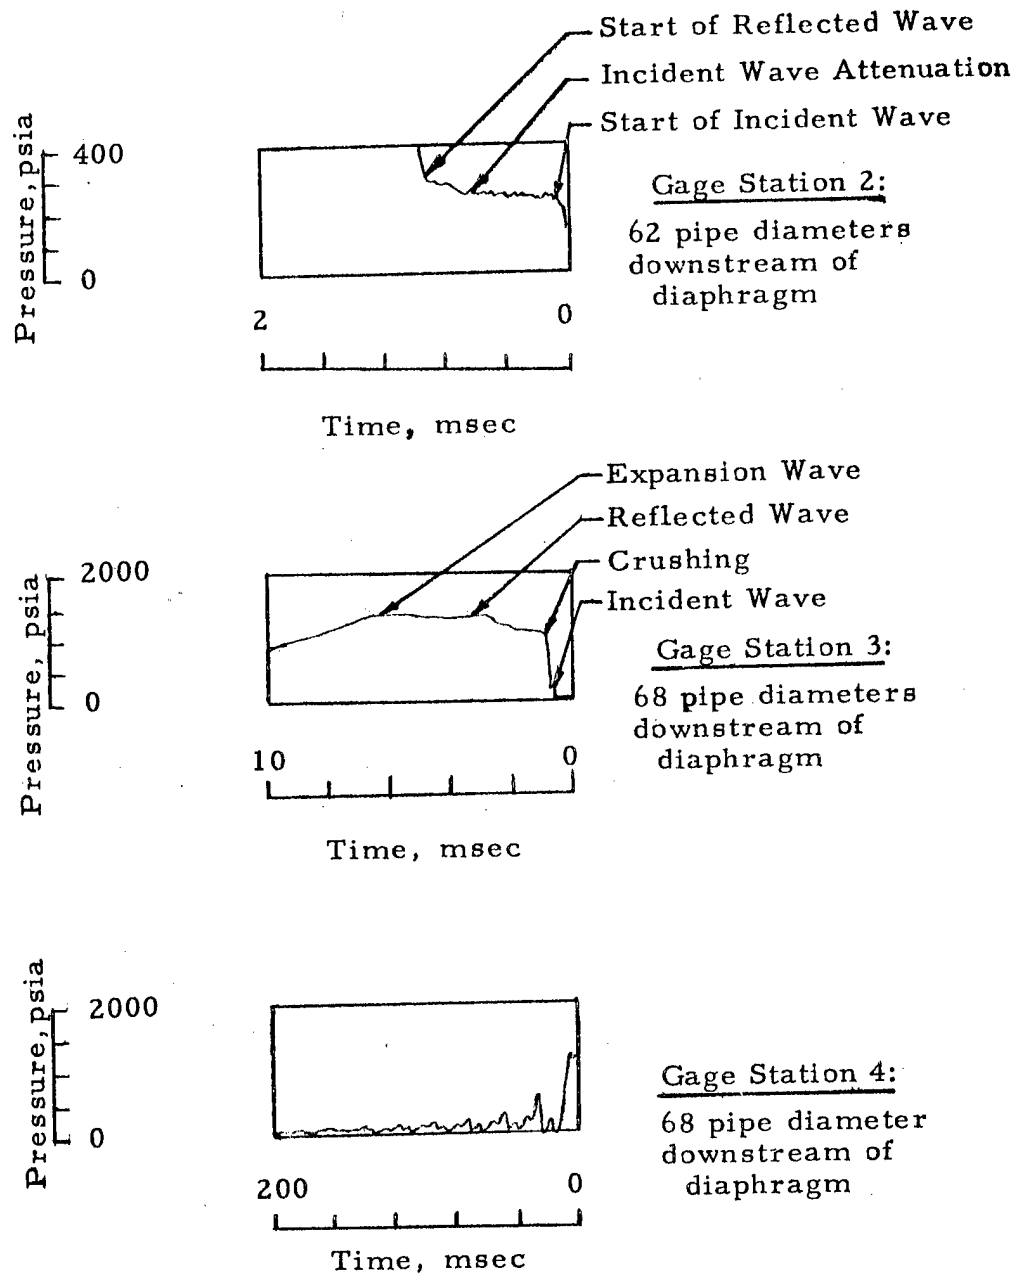 Start of Reflected Wave
Incident Wave Attenuation
Start of Incident Wave
Pressure, psia
400
0
Gage Station 2:
62 pipe diameters
downstream of
diaphragm
2
0
Time, msec
Expansion Wave
Reflected Wave
Crushing
Incident Wave
Pressure, psia
2000
0
Gage Station 3:
68 pipe diameters
downstream of
diaphragm
10
0
Time, msec
Pressure, psia
2000
0
Gage Station 4:
68 pipe diameter
downstream of
diaphragm
200
0
Time, msec